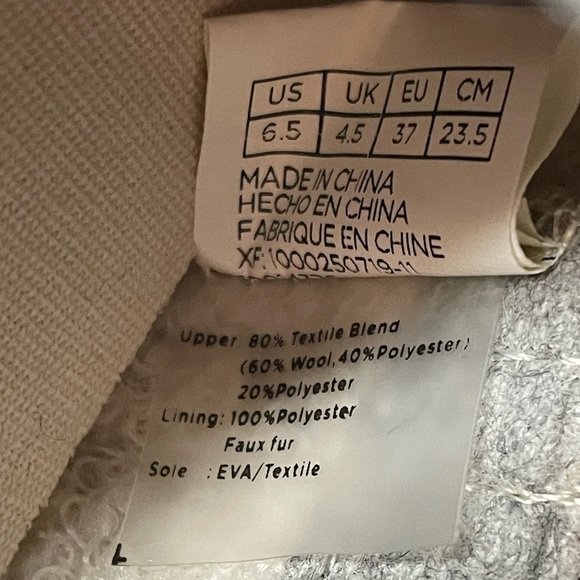 US UK EU CM
6.5 4.5 37 23.5
MADE IN CHINA
HECHO EN CHINA
FABRIQUE EN CHINE
XF: 1000250719-11
Upper 80% Textile Blend
(60% Wool,40%Polyester)
20%Polyester
Lining: 100%Polyester
Faux fur
Sole : EVA/Textile
L